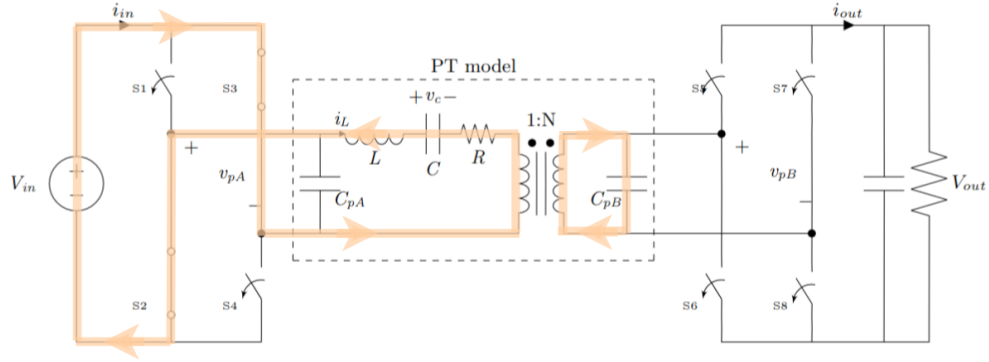 i_in
i_out
PT model
S1
S3
+v_c−
S5
S7
i_L
1:N
+
L
C
R
+
V_in
+
−
v_pA
C_pA
C_pB
v_pB
V_out
−
−
S2
S4
S6
S8